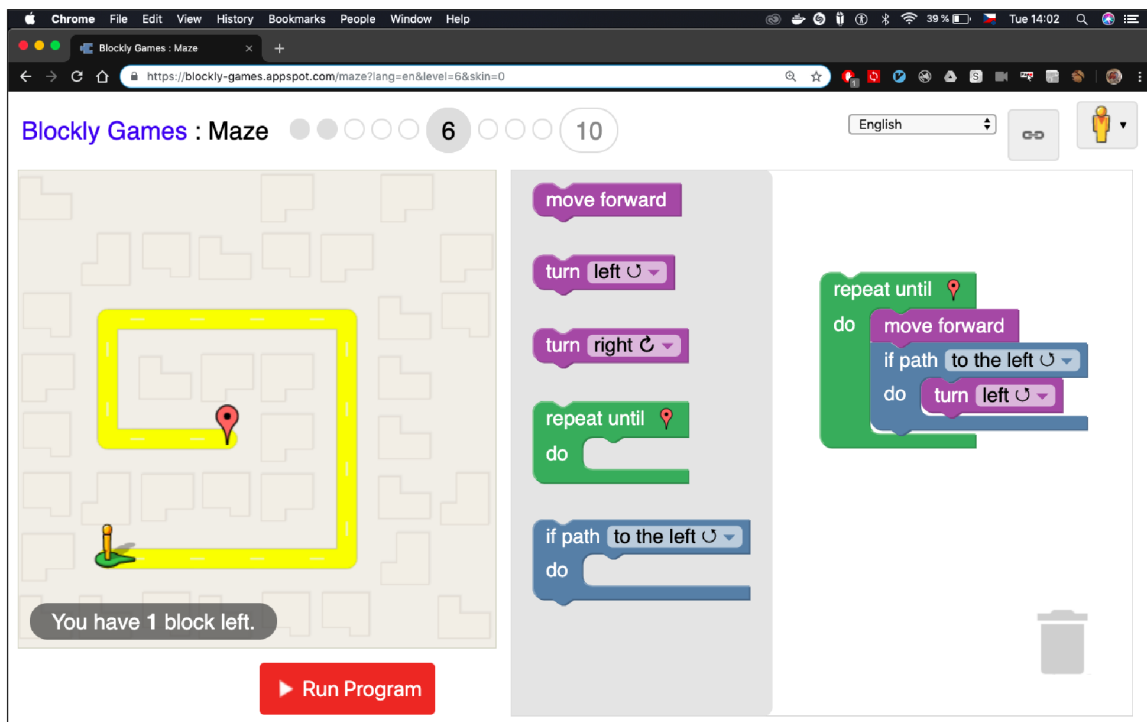 Chrome File Edit View History Bookmarks People Window Help 39 % Tue 14:02
Blockly Games : Maze
https://blockly-games.appspot.com/maze?lang=en&level=6&skin=0
Blockly Games : Maze 6 10
English
move forward
turn left
turn right
repeat until
do
if path to the left
do
repeat until
do move forward
if path to the left
do turn left
You have 1 block left.
Run Program